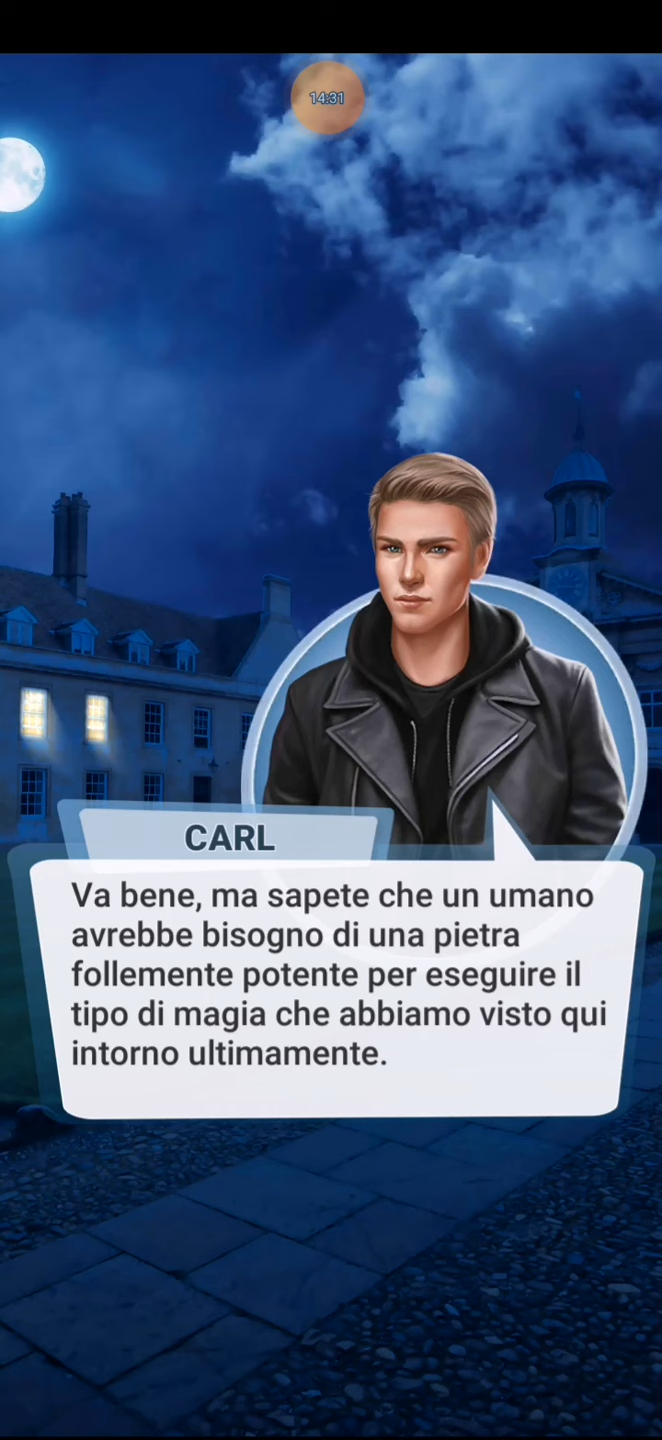 14:31
CARL
Va bene, ma sapete che un umano
avrebbe bisogno di una pietra
follemente potente per eseguire il
tipo di magia che abbiamo visto qui
intorno ultimamente.